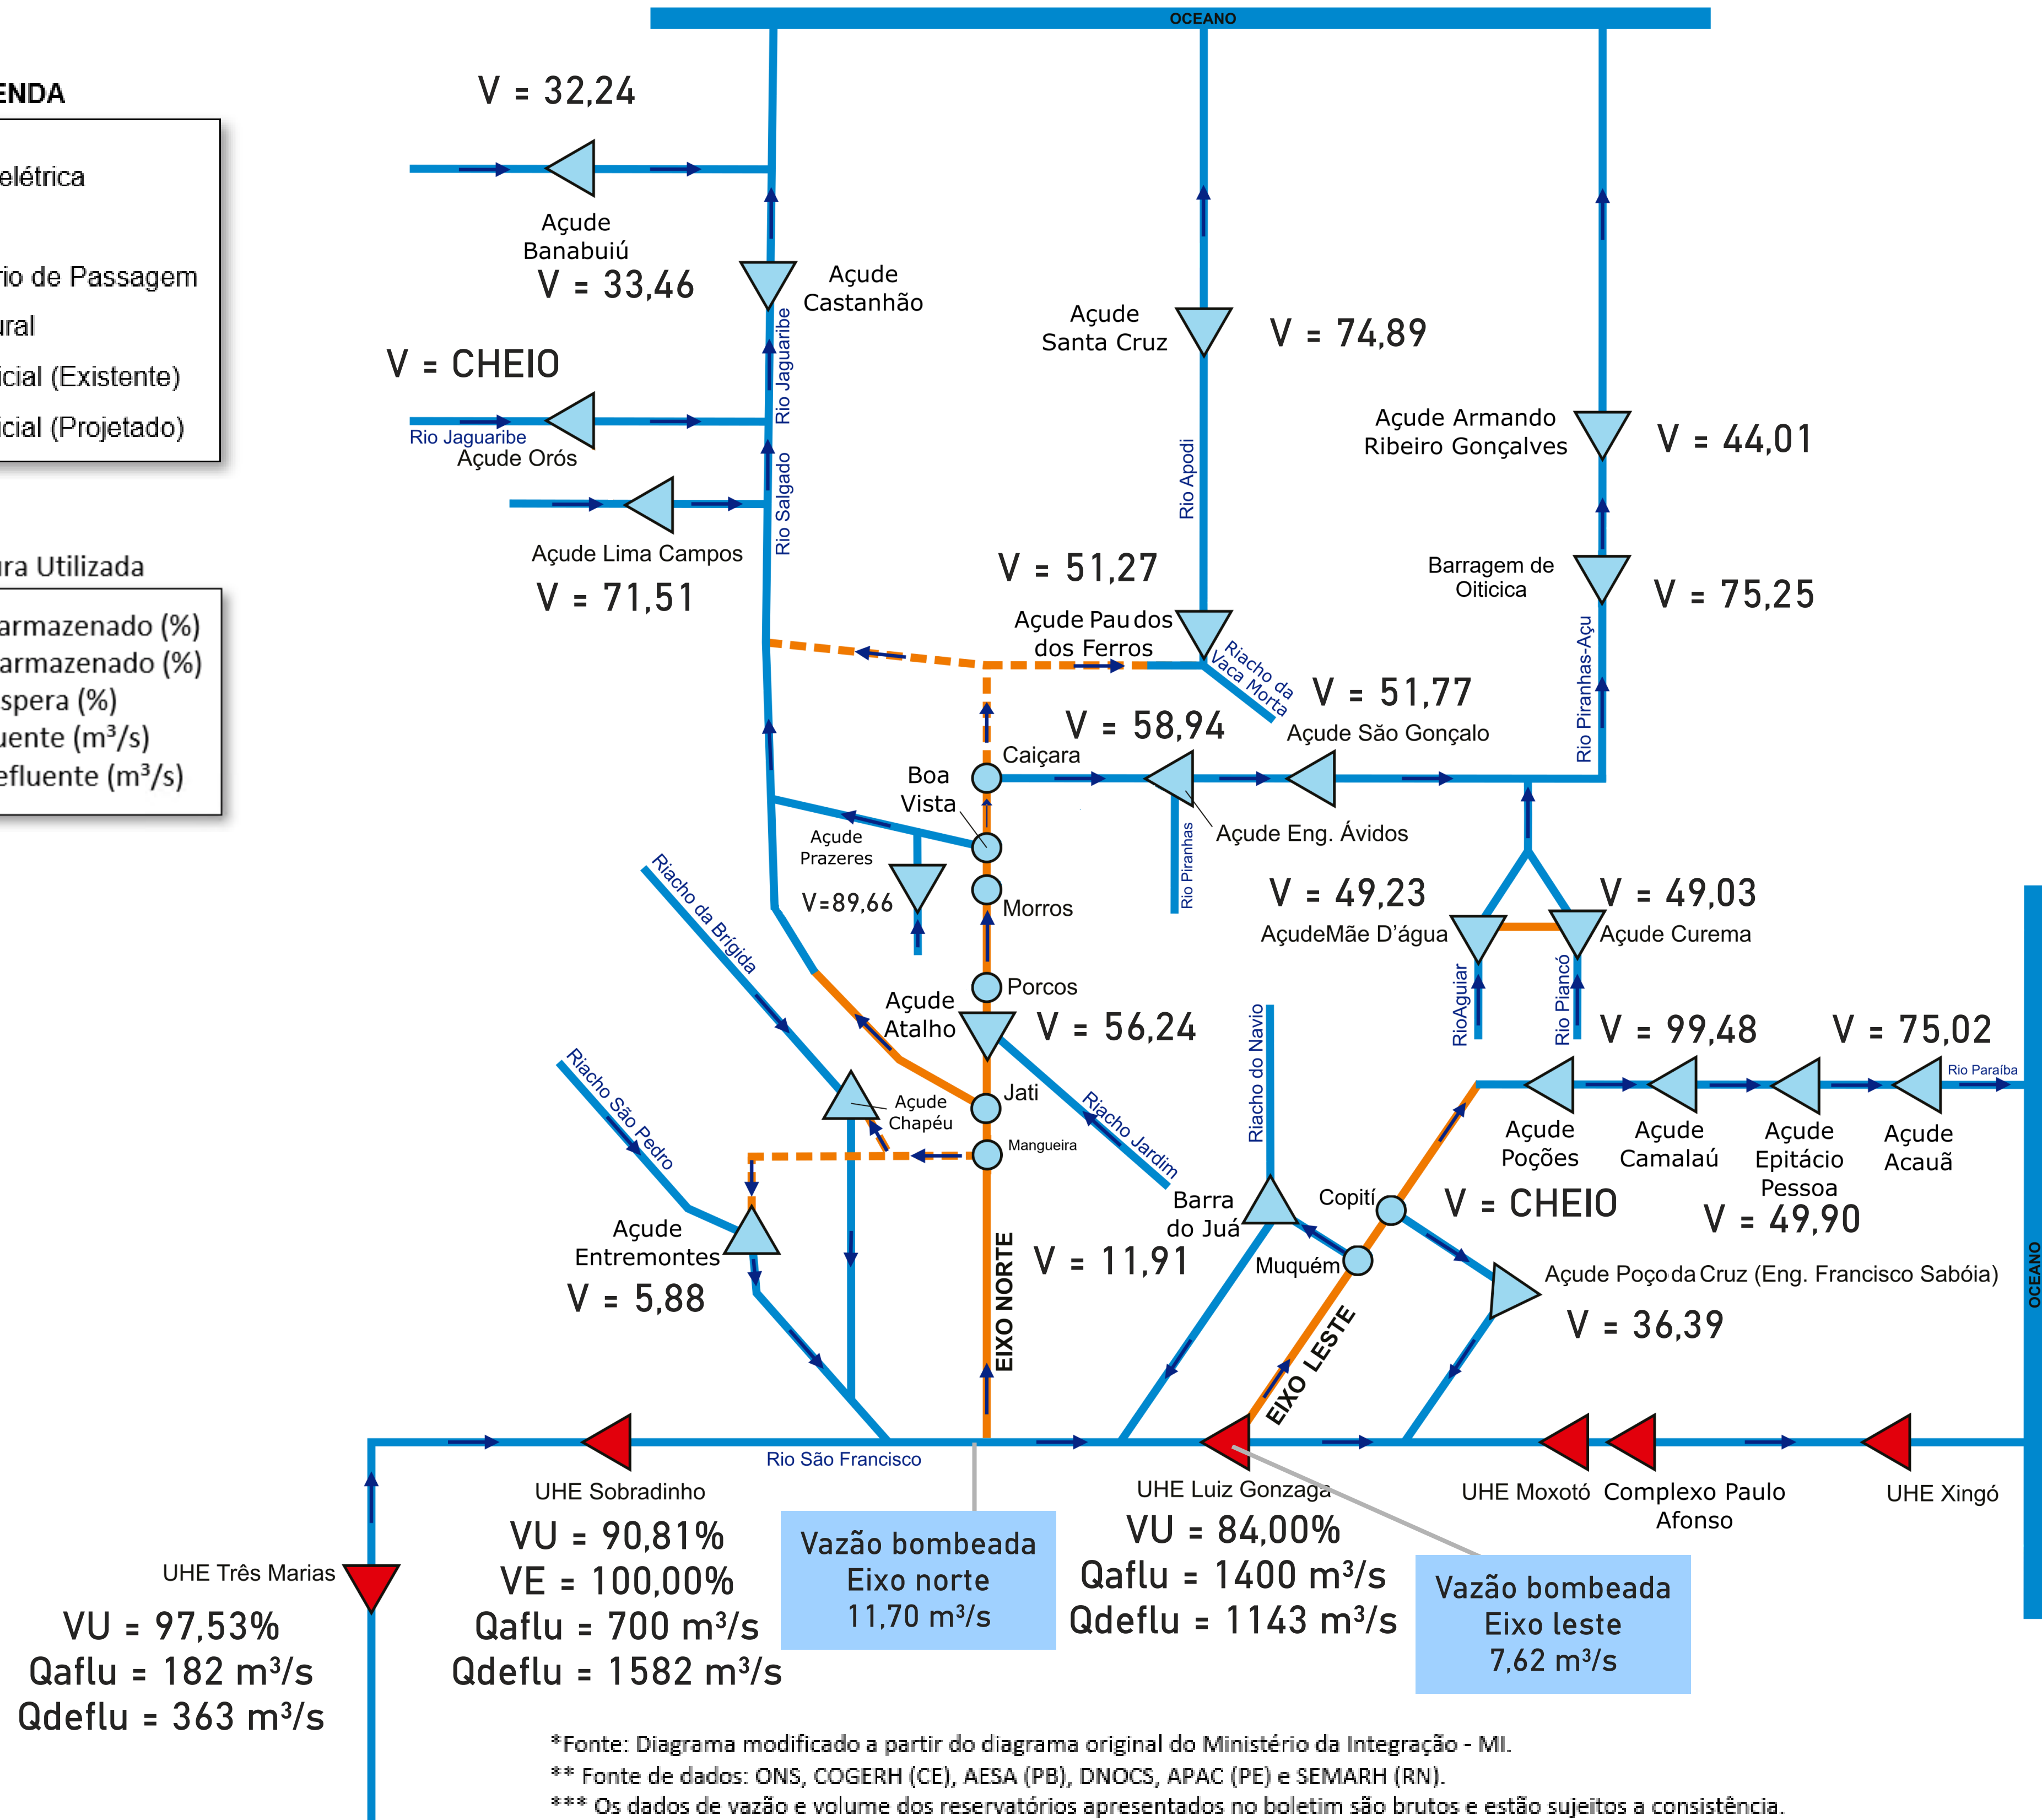 OCEANO
ENDA
elétrica
rio de Passagem
ural
icial (Existente)
icial (Projetado)
ura Utilizada
armazenado (%)
armazenado (%)
spera (%)
uente (m³/s)
efluente (m³/s)
V = 32,24
Açude
Banabuiú
V = 33,46
Açude
Castanhão
V = CHEIO
Rio Jaguaribe
Açude Orós
Rio Jaguaribe
Rio Salgado
Açude Lima Campos
V = 71,51
Açude
Santa Cruz
V = 74,89
Rio Apodi
Açude Armando
Ribeiro Gonçalves
V = 44,01
Barragem de
Oiticica
V = 75,25
Rio Piranhas-Açu
V = 51,27
Açude Pau dos
dos Ferros
Riacho da
Vaca Morta
V = 51,77
Açude São Gonçalo
V = 58,94
Caiçara
Boa
Vista
Açude Eng. Ávidos
Rio Piranhas
Açude
Prazeres
V=89,66
Morros
Riacho da Brígida
V = 49,23
AçudeMãe D'água
V = 49,03
Açude Curema
RioAguiar
Rio Piancó
Porcos
Açude
Atalho
V = 56,24
Riacho do Navio
V = 99,48
V = 75,02
Rio Paraíba
Riacho São Pedro
Açude
Chapéu
Jati
Mangueira
Riacho Jardim
Açude
Poções
Açude
Camalaú
Açude
Epitácio
Pessoa
V = 49,90
Açude
Acauã
Barra
do Juá
Copití
V = CHEIO
Açude
Entremontes
V = 5,88
EIXO NORTE
V = 11,91
Muquém
Açude Poço da Cruz (Eng. Francisco Sabóia)
V = 36,39
EIXO LESTE
OCEANO
Rio São Francisco
UHE Sobradinho
VU = 90,81%
VE = 100,00%
Qaflu = 700 m³/s
Qdeflu = 1582 m³/s
Vazão bombeada
Eixo norte
11,70 m³/s
UHE Luiz Gonzaga
VU = 84,00%
Qaflu = 1400 m³/s
Qdeflu = 1143 m³/s
Vazão bombeada
Eixo leste
7,62 m³/s
UHE Moxotó
Complexo Paulo
Afonso
UHE Xingó
UHE Três Marias
VU = 97,53%
Qaflu = 182 m³/s
Qdeflu = 363 m³/s
*Fonte: Diagrama modificado a partir do diagrama original do Ministério da Integração - MI.
** Fonte de dados: ONS, COGERH (CE), AESA (PB), DNOCS, APAC (PE) e SEMARH (RN).
*** Os dados de vazão e volume dos reservatórios apresentados no boletim são brutos e estão sujeitos a consistência.